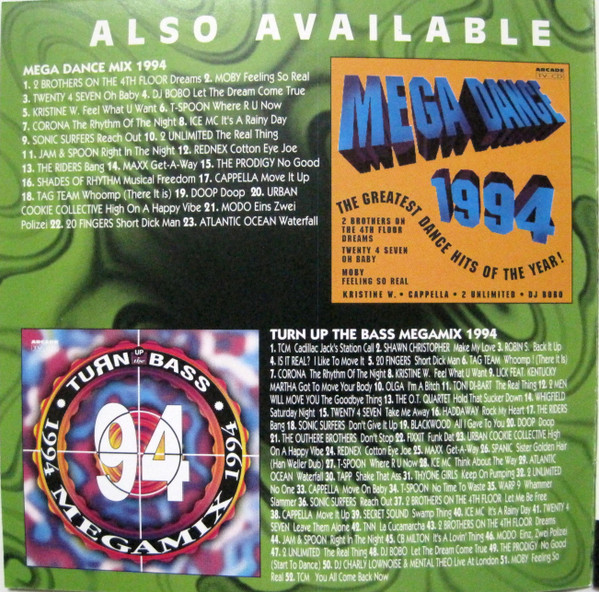 ALSO AVAILABLE
MEGA DANCE MIX 1994
1. 2 BROTHERS ON THE 4TH FLOOR Dreams 2. MOBY Feeling So Real
3. TWENTY 4 SEVEN Oh Baby 4. DJ BOBO Let The Dream Come True
5. KRISTINE W. Feel What U Want 6. T-SPOON Where R U Now
7. CORONA The Rhythm Of The Night 8. ICE MC It's A Rainy Day
9. SONIC SURFERS Reach Out 10. 2 UNLIMITED The Real Thing
11. JAM & SPOON Right In The Night 12. REDNEX Cotton Eye Joe
13. THE RIDERS Bang 14. MAXX Get-A-Way 15. THE PRODIGY No Good
16. SHADES OF RHYTHM Musical Freedom 17. CAPPELLA Move It Up
18. TAG TEAM Whoomp (There It is) 19. DOOP Doop 20. URBAN
COOKIE COLLECTIVE High On A Happy Vibe 21. MODO Eins Zwei
Polizei 22. 20 FINGERS Short Dick Man 23. ATLANTIC OCEAN Waterfall
ARCADE
TV-CD
MEGA DANCE
1994
THE GREATEST DANCE HITS OF THE YEAR!
2 BROTHERS ON
THE 4TH FLOOR
DREAMS
TWENTY 4 SEVEN
OH BABY
MOBY
FEELING SO REAL
KRISTINE W. • CAPPELLA • 2 UNLIMITED • DJ BOBO
ARCADE
TURN UP the BASS
94
1994 MEGAMIX 1994
TURN UP THE BASS MEGAMIX 1994
1. TCM Cadillac Jack's Station Call 2. SHAWN CHRISTOPHER Make My Love 3. ROBIN S. Back It Up
4. IS IT REAL? I Like To Move It 5. 20 FINGERS Short Dick Man 6. TAG TEAM Whoomp! (There It Is)
7. CORONA The Rhythm Of The Night 8. KRISTINE W. Feel What U Want 9. LICK FEAT. KENTUCKY
MARTHA Got To Move Your Body 10. OLGA I'm A Bitch 11. TONI DI-BART The Real Thing 12. 2 MEN
WILL MOVE YOU The Goodbye Thing 13. THE O.T. QUARTET Hold That Sucker Down 14. WHIGFIELD
Saturday Night 15. TWENTY 4 SEVEN Take Me Away 16. HADDAWAY Rock My Heart 17. THE RIDERS
Bang 18. SONIC SURFERS Don't Give It Up 19. BLACKWOOD All I Gave To You 20. DOOP Doop
21. THE OUTHERE BROTHERS Don't Stop 22. FIXXIT Funk Dat 23. URBAN COOKIE COLLECTIVE High
On A Happy Vibe 24. REDNEX Cotton Eye Joe 25. MAXX Get-A-Way 26. SPANIC Sister Golden Hair
(Han Weller Dub) 27. T-SPOON Where R U Now 28. ICE MC Think About The Way 29. ATLANTIC
OCEAN Waterfall 30. TAPP Shake That Ass 31. THYONE GIRLS Keep On Pumping 32. 2 UNLIMITED
No One 33. CAPPELLA Move On Baby 34. T-SPOON No Time To Waste 35. WARP 9 Whammer
Slammer 36. SONIC SURFERS Reach Out 37. 2 BROTHERS ON THE 4TH FLOOR Let Me Be Free
38. CAPPELLA Move It Up 39. SECRET SOUND Swamp Thing 40. ICE MC It's A Rainy Day 41. TWENTY 4
SEVEN Leave Them Alone 42. TNN La Cucamarcha 43. 2 BROTHERS ON THE 4TH FLOOR Dreams
44. JAM & SPOON Right In The Night 45. CB MILTON It's A Lovin' Thing 46. MODO Einz, Zwei Polizei
47. 2 UNLIMITED The Real Thing 48. DJ BOBO Let The Dream Come True 49. THE PRODIGY No Good
(Start To Dance) 50. DJ CHARLY LOWNOISE & MENTAL THEO Live At London 51. MOBY Feeling So
Real 52. TCM You All Come Back Now